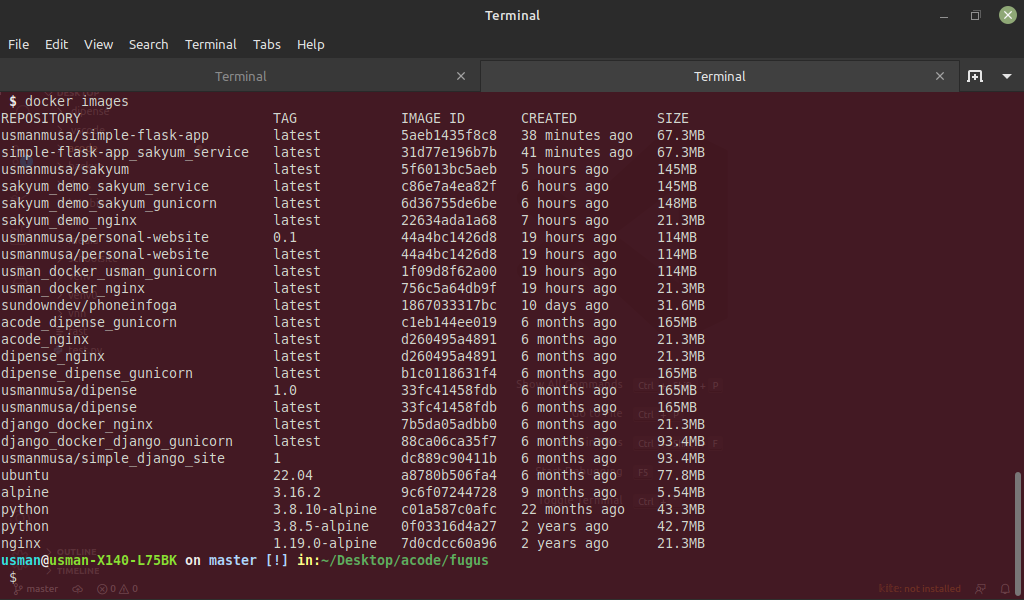 Terminal
File Edit View Search Terminal Tabs Help
Terminal Terminal
$ docker images
REPOSITORY TAG IMAGE ID CREATED SIZE
usmanmusa/simple-flask-app latest 5aeb1435f8c8 38 minutes ago 67.3MB
simple-flask-app_sakyum_service latest 31d77e196b7b 41 minutes ago 67.3MB
usmanmusa/sakyum latest 5f6013bc5aeb 5 hours ago 145MB
sakyum_demo_sakyum_service latest c86e7a4ea82f 6 hours ago 145MB
sakyum_demo_sakyum_gunicorn latest 6d36755de6be 6 hours ago 148MB
sakyum_demo_nginx latest 22634ada1a68 7 hours ago 21.3MB
usmanmusa/personal-website 0.1 44a4bc1426d8 19 hours ago 114MB
usmanmusa/personal-website latest 44a4bc1426d8 19 hours ago 114MB
usman_docker_usman_gunicorn latest 1f09d8f62a00 19 hours ago 114MB
usman_docker_nginx latest 756c5a64db9f 19 hours ago 21.3MB
sundowndev/phoneinfoga latest 1867033317bc 10 days ago 31.6MB
acode_dipense_gunicorn latest c1eb144ee019 6 months ago 165MB
acode_nginx latest d260495a4891 6 months ago 21.3MB
dipense_nginx latest d260495a4891 6 months ago 21.3MB
dipense_dipense_gunicorn latest b1c0118631f4 6 months ago 165MB
usmanmusa/dipense 1.0 33fc41458fdb 6 months ago 165MB
usmanmusa/dipense latest 33fc41458fdb 6 months ago 165MB
django_docker_nginx latest 7b5da05adbb0 6 months ago 21.3MB
django_docker_django_gunicorn latest 88ca06ca35f7 6 months ago 93.4MB
usmanmusa/simple_django_site 1 dc889c90411b 6 months ago 93.4MB
ubuntu 22.04 a8780b506fa4 6 months ago 77.8MB
alpine 3.16.2 9c6f07244728 9 months ago 5.54MB
python 3.8.10-alpine c01a587c0afc 22 months ago 43.3MB
python 3.8.5-alpine 0f03316d4a27 2 years ago 42.7MB
nginx 1.19.0-alpine 7d0cdcc60a96 2 years ago 21.3MB
OUTLINE
usman@usman-X140-L75BK on master [!] in:~/Desktop/acode/fugus
TIMELINE
$
master 0 0 kite: not installed